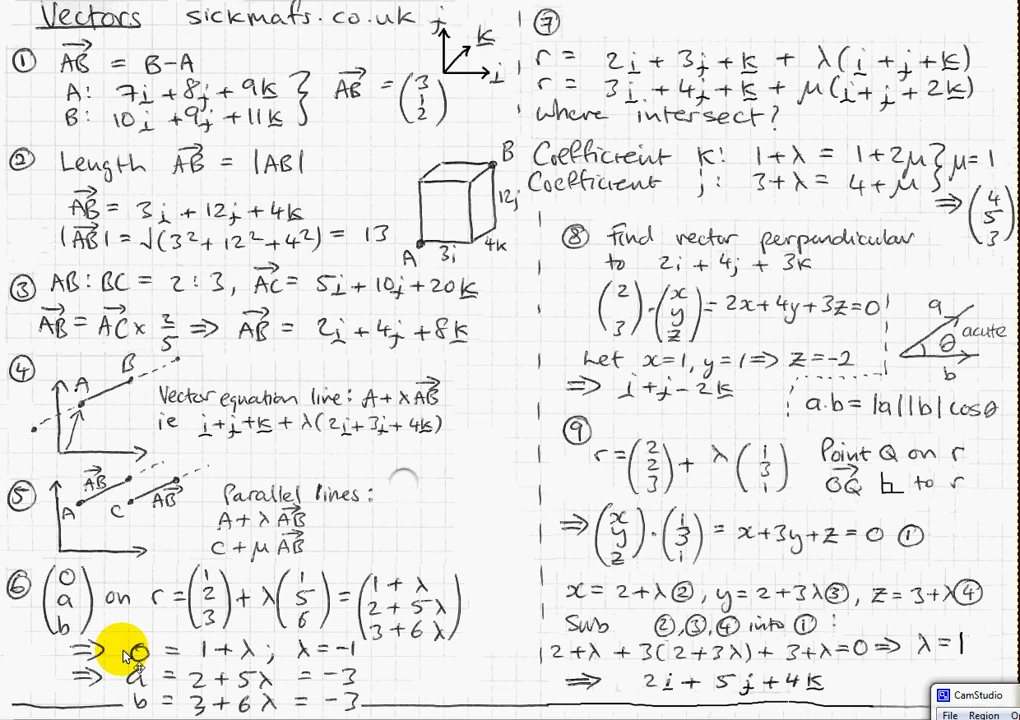 Vectors sickmafs.co.uk
j k i
① AB = B-A
A: 7i + 8j + 9k
B: 10i + 9j + 11k } AB = (3 1 2)
② Length AB = |AB|
AB = 3i + 12j + 4k
|AB| = √(3² + 12² + 4²) = 13
A 3i 4k 12j B
③ AB : BC = 2 : 3, AC = 5i + 10j + 20k
AB = AC × 2/5 => AB = 2i + 4j + 8k
④ A B
Vector equation line: A + λAB
ie i + j + k + λ(2i + 3j + 4k)
⑤ A AB C AB
Parallel lines:
A + λAB
C + μAB
⑥ (0 a b) on r = (1 2 3) + λ(1 5 6) = (1 + λ 2 + 5λ 3 + 6λ)
=> 0 = 1 + λ; λ = -1
=> a = 2 + 5λ = -3
b = 3 + 6λ = -3
⑦
r = 2i + 3j + k + λ(i + j + k)
r = 3i + 4j + k + μ(i + j + 2k)
where intersect?
Coefficient k: 1 + λ = 1 + 2μ
Coefficient j: 3 + λ = 4 + μ } μ = 1
=> (4 5 3)
⑧ find vector perpendicular
to 2i + 4j + 3k
(2 3) · (x y z) = 2x + 4y + 3z = 0
Let x = 1, y = 1 => z = -2
=> i + j - 2k
a θ acute b
a.b = |a||b| cosθ
⑨
r = (2 2 3) + λ (1 3 1) Point Q on r
OQ ⊾ to r
=> (x y z) · (1 3 1) = x + 3y + z = 0 ①
x = 2 + λ ②, y = 2 + 3λ ③, z = 3 + λ ④
Sub ②, ③, ④ into ① :
2 + λ + 3(2 + 3λ) + 3 + λ = 0 => λ = 1
=> 2i + 5j + 4k
CamStudio
File Region